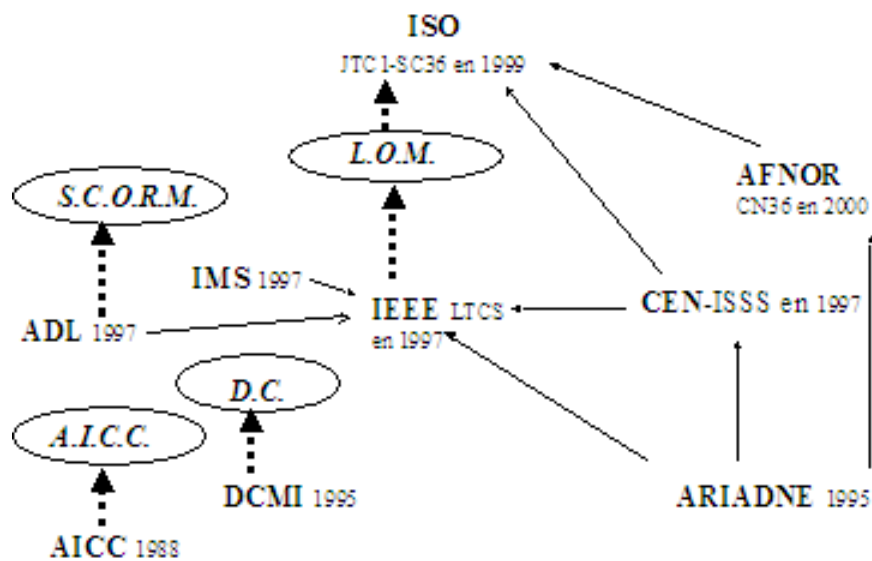 ISO
JTC1-SC36 en 1999
L.O.M.
AFNOR
CN36 en 2000
S.C.O.R.M.
IMS 1997
IEEE LTCS
en 1997
CEN-ISSS en 1997
ADL 1997
D.C.
A.I.C.C.
DCMI 1995
ARIADNE 1995
AICC 1988